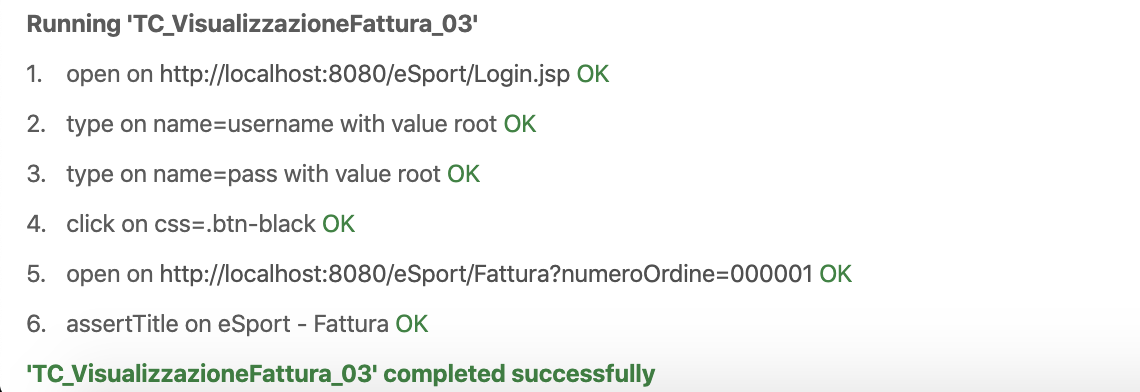 Running 'TC_VisualizzazioneFattura_03'
1. open on http://localhost:8080/eSport/Login.jsp OK
2. type on name=username with value root OK
3. type on name=pass with value root OK
4. click on css=.btn-black OK
5. open on http://localhost:8080/eSport/Fattura?numeroOrdine=000001 OK
6. assertTitle on eSport - Fattura OK
'TC_VisualizzazioneFattura_03' completed successfully